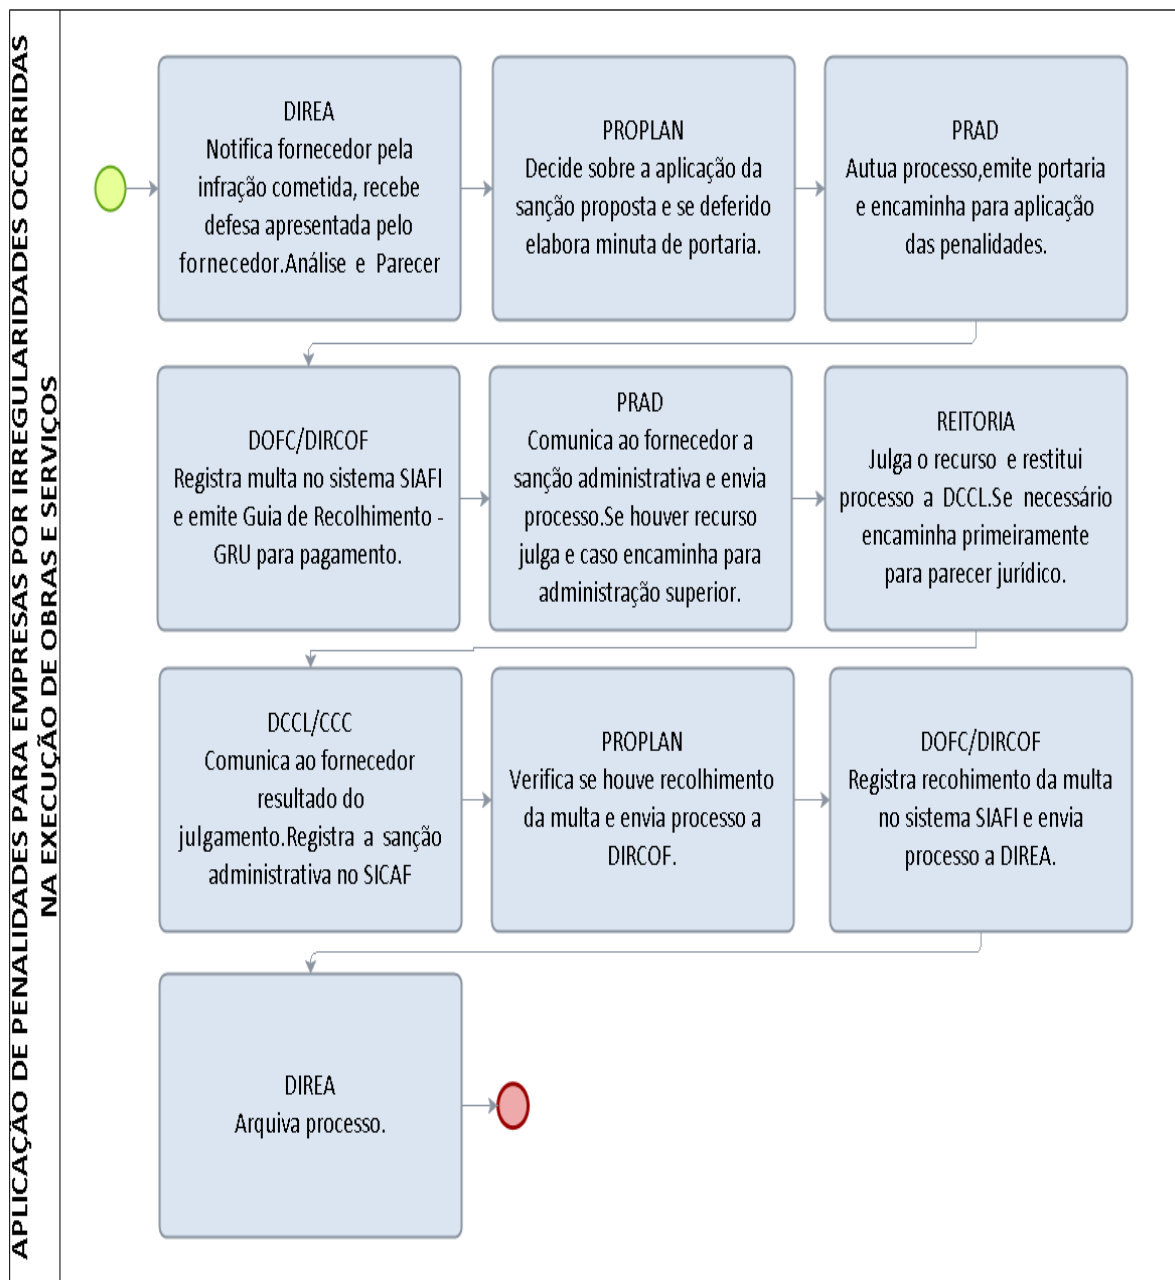 APLICAÇÃO DE PENALIDADES PARA EMPRESAS POR IRREGULARIDADES OCORRIDAS
NA EXECUÇÃO DE OBRAS E SERVIÇOS
DIREA
Notifica fornecedor pela
infração cometida, recebe
defesa apresentada pelo
fornecedor.Análise e Parecer
PROPLAN
Decide sobre a aplicação da
sanção proposta e se deferido
elabora minuta de portaria.
PRAD
Autua processo,emite portaria
e encaminha para aplicação
das penalidades.
DOFC/DIRCOF
Registra multa no sistema SIAFI
e emite Guia de Recolhimento -
GRU para pagamento.
PRAD
Comunica ao fornecedor a
sanção administrativa e envia
processo.Se houver recurso
julga e caso encaminha para
administração superior.
REITORIA
Julga o recurso e restitui
processo a DCCL.Se necessário
encaminha primeiramente
para parecer jurídico.
DCCL/CCC
Comunica ao fornecedor
resultado do
julgamento.Registra a sanção
administrativa no SICAF
PROPLAN
Verifica se houve recolhimento
da multa e envia processo a
DIRCOF.
DOFC/DIRCOF
Registra recohimento da multa
no sistema SIAFI e envia
processo a DIREA.
DIREA
Arquiva processo.